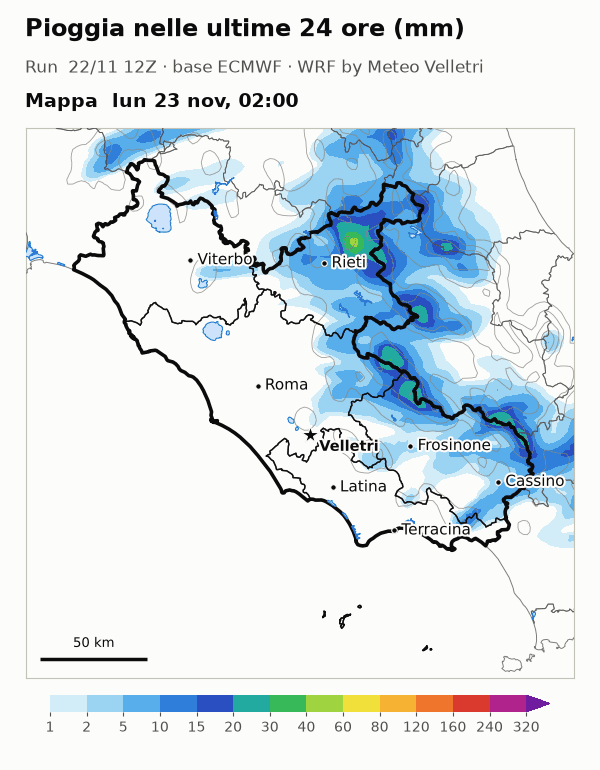 Pioggia nelle ultime 24 ore (mm)
Run  22/11 12Z · base ECMWF · WRF by Meteo Velletri
Mappa  lun 23 nov, 02:00
Viterbo
Rieti
Roma
Velletri
Frosinone
Latina
Cassino
Terracina
50 km
1 2 5 10 15 20 30 40 60 80 120 160 240 320